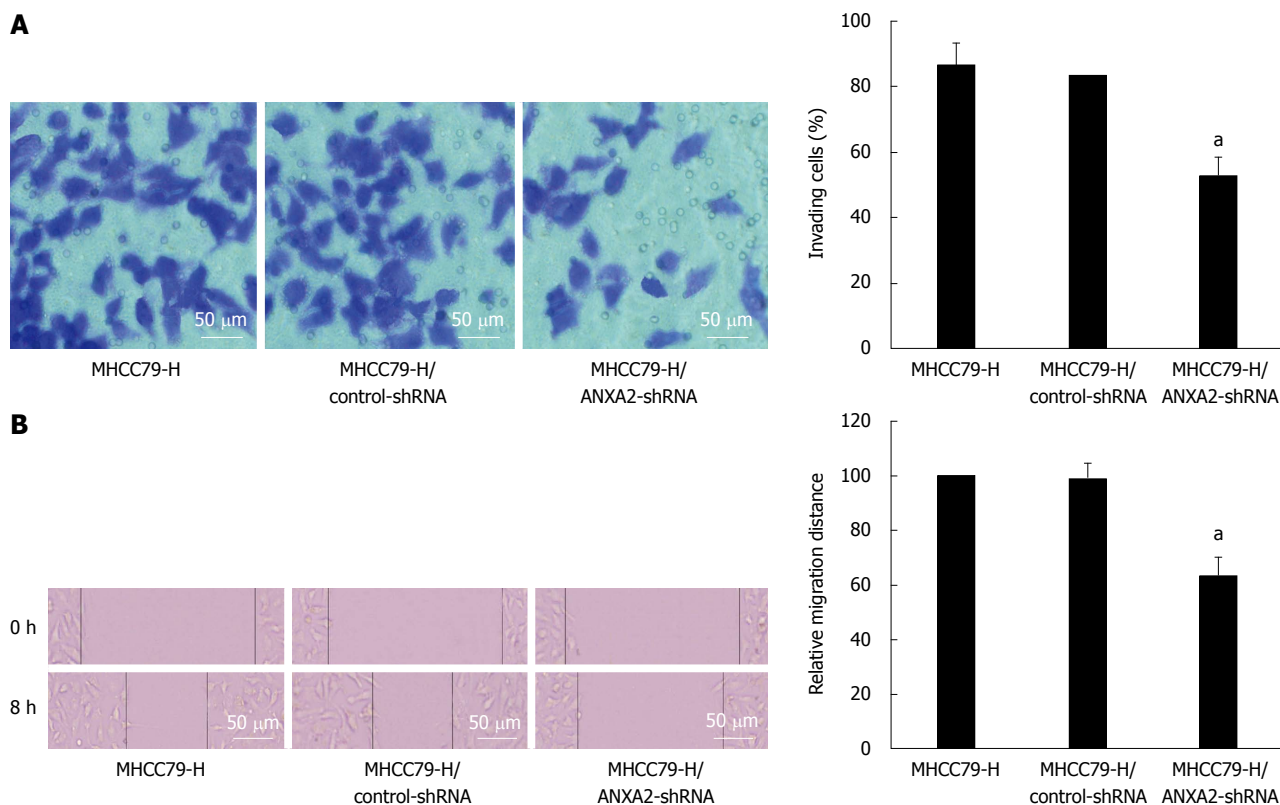 A
50 μm
50 μm
50 μm
MHCC79-H
MHCC79-H/
control-shRNA
MHCC79-H/
ANXA2-shRNA
Invading cells (%)
100
80
60
40
20
0
a
MHCC79-H
MHCC79-H/
control-shRNA
MHCC79-H/
ANXA2-shRNA
B
0 h
8 h
50 μm
50 μm
50 μm
MHCC79-H
MHCC79-H/
control-shRNA
MHCC79-H/
ANXA2-shRNA
Relative migration distance
120
100
80
60
40
20
0
a
MHCC79-H
MHCC79-H/
control-shRNA
MHCC79-H/
ANXA2-shRNA